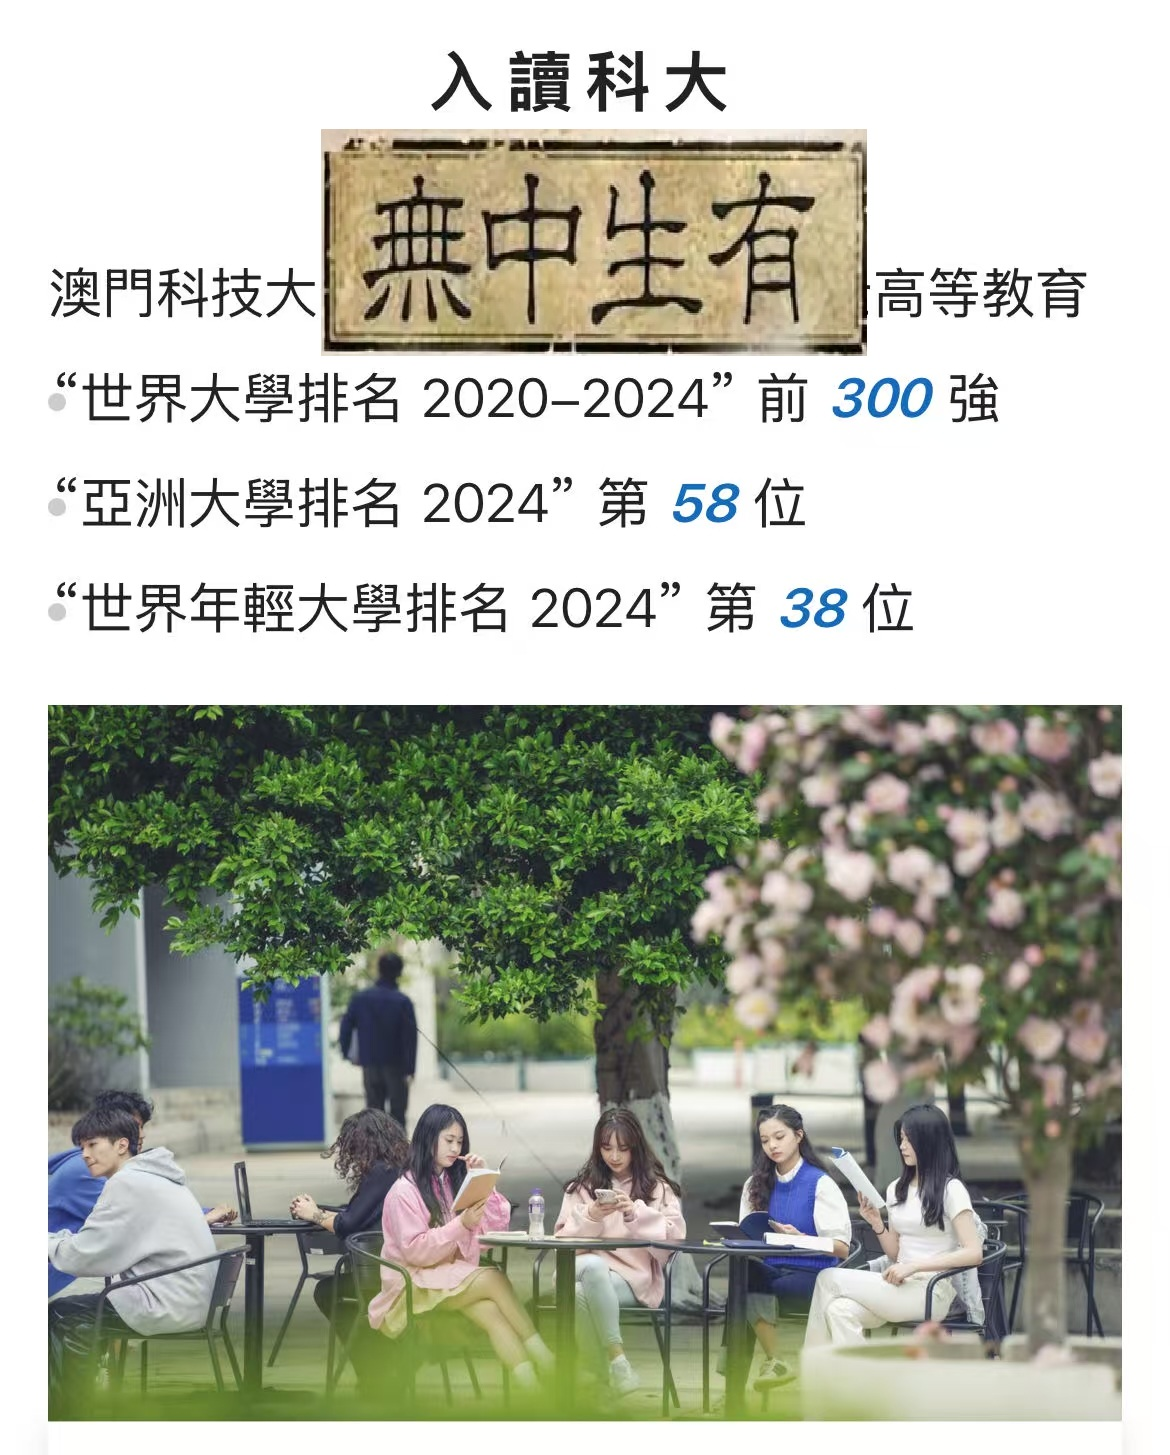 入讀科大
無中生有
澳門科技大 高等教育
“世界大學排名 2020–2024” 前 300 強
“亞洲大學排名 2024” 第 58 位
“世界年輕大學排名 2024” 第 38 位